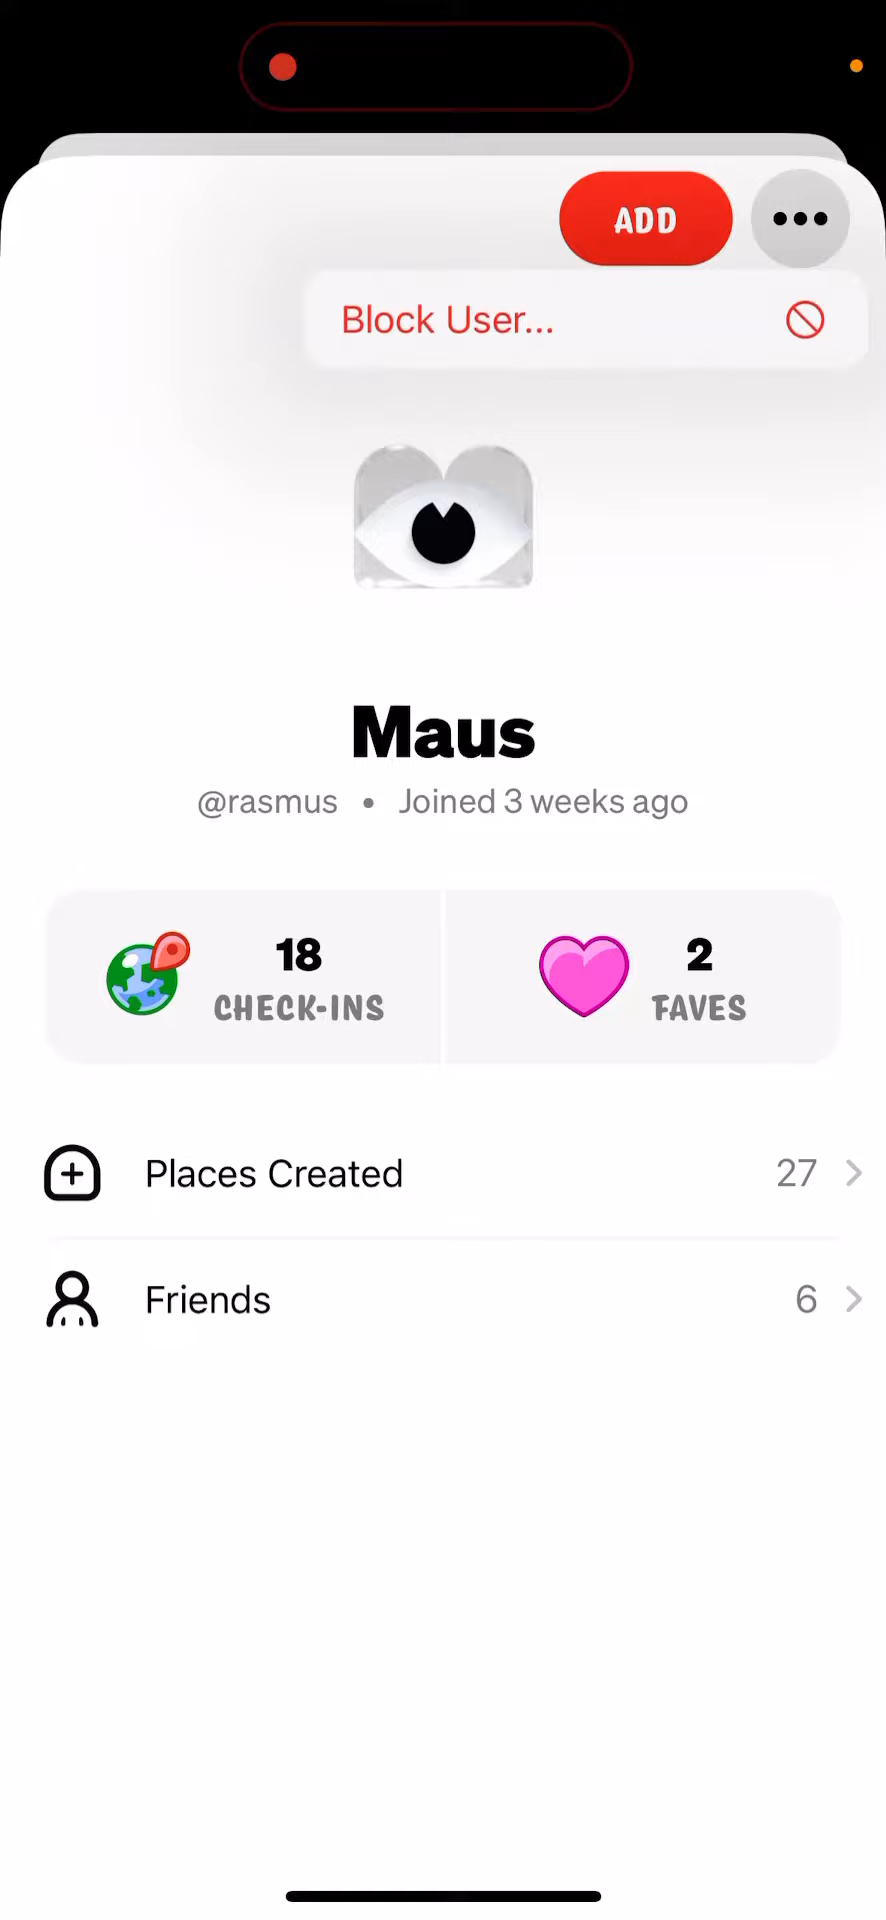 ADD
Block User...
Maus
@rasmus • Joined 3 weeks ago
18
CHECK-INS
2
FAVES
Places Created 27
Friends 6